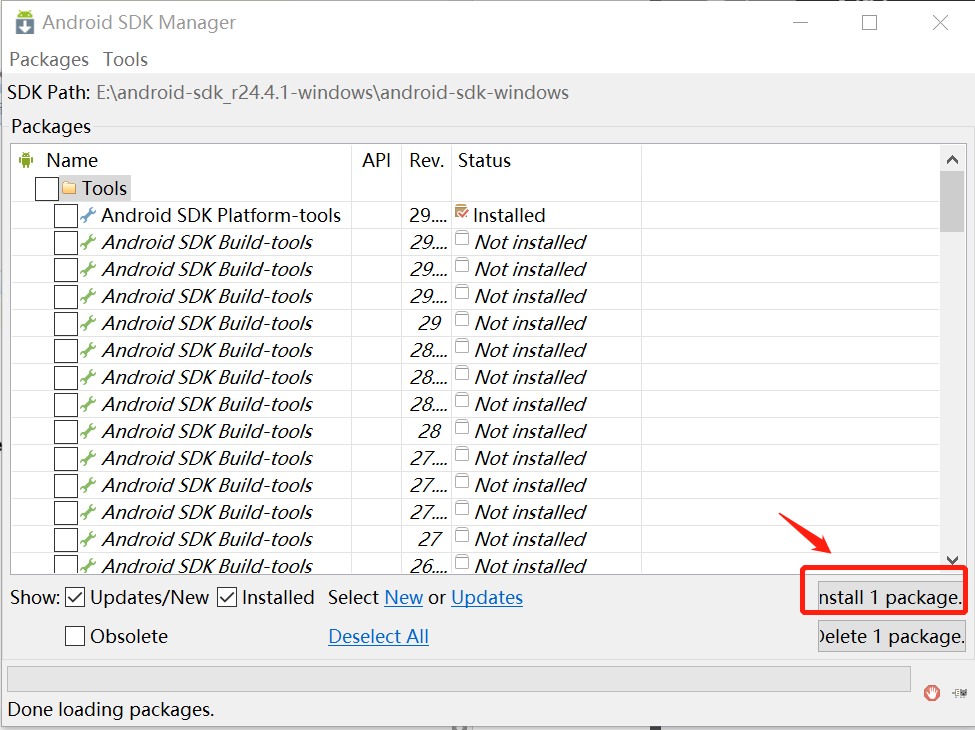 Android SDK Manager
Packages Tools
SDK Path: E:\android-sdk_r24.4.1-windows\android-sdk-windows
Packages
Name API Rev. Status
Tools
Android SDK Platform-tools 29.... Installed
Android SDK Build-tools 29.... Not installed
Android SDK Build-tools 29.... Not installed
Android SDK Build-tools 29.... Not installed
Android SDK Build-tools 29 Not installed
Android SDK Build-tools 28.... Not installed
Android SDK Build-tools 28.... Not installed
Android SDK Build-tools 28.... Not installed
Android SDK Build-tools 28 Not installed
Android SDK Build-tools 27.... Not installed
Android SDK Build-tools 27.... Not installed
Android SDK Build-tools 27.... Not installed
Android SDK Build-tools 27 Not installed
Android SDK Build-tools 26.... Not installed
Show: Updates/New Installed Select New or Updates nstall 1 package.
Obsolete Deselect All Delete 1 package.
Done loading packages.